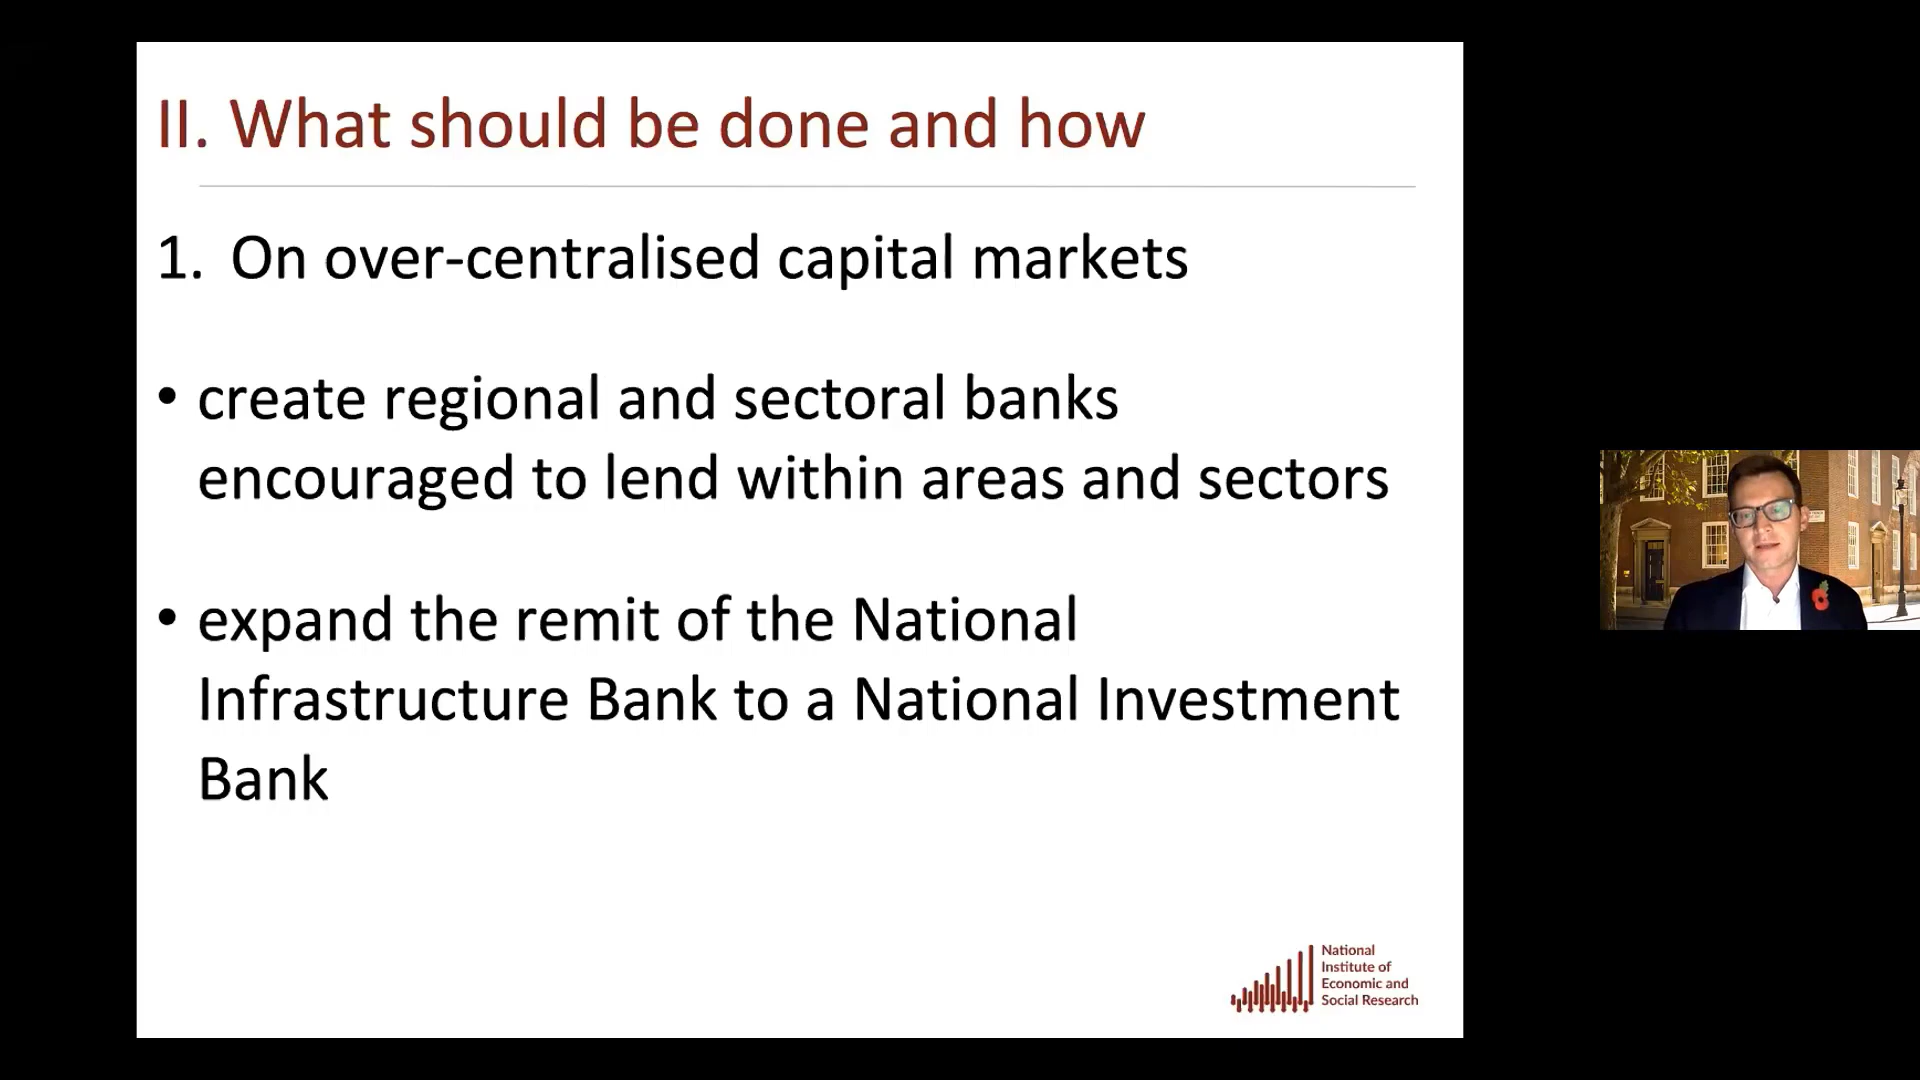 II. What should be done and how
1. On over-centralised capital markets
• create regional and sectoral banks
encouraged to lend within areas and sectors
• expand the remit of the National
Infrastructure Bank to a National Investment
Bank
National
Institute of
Economic and
Social Research